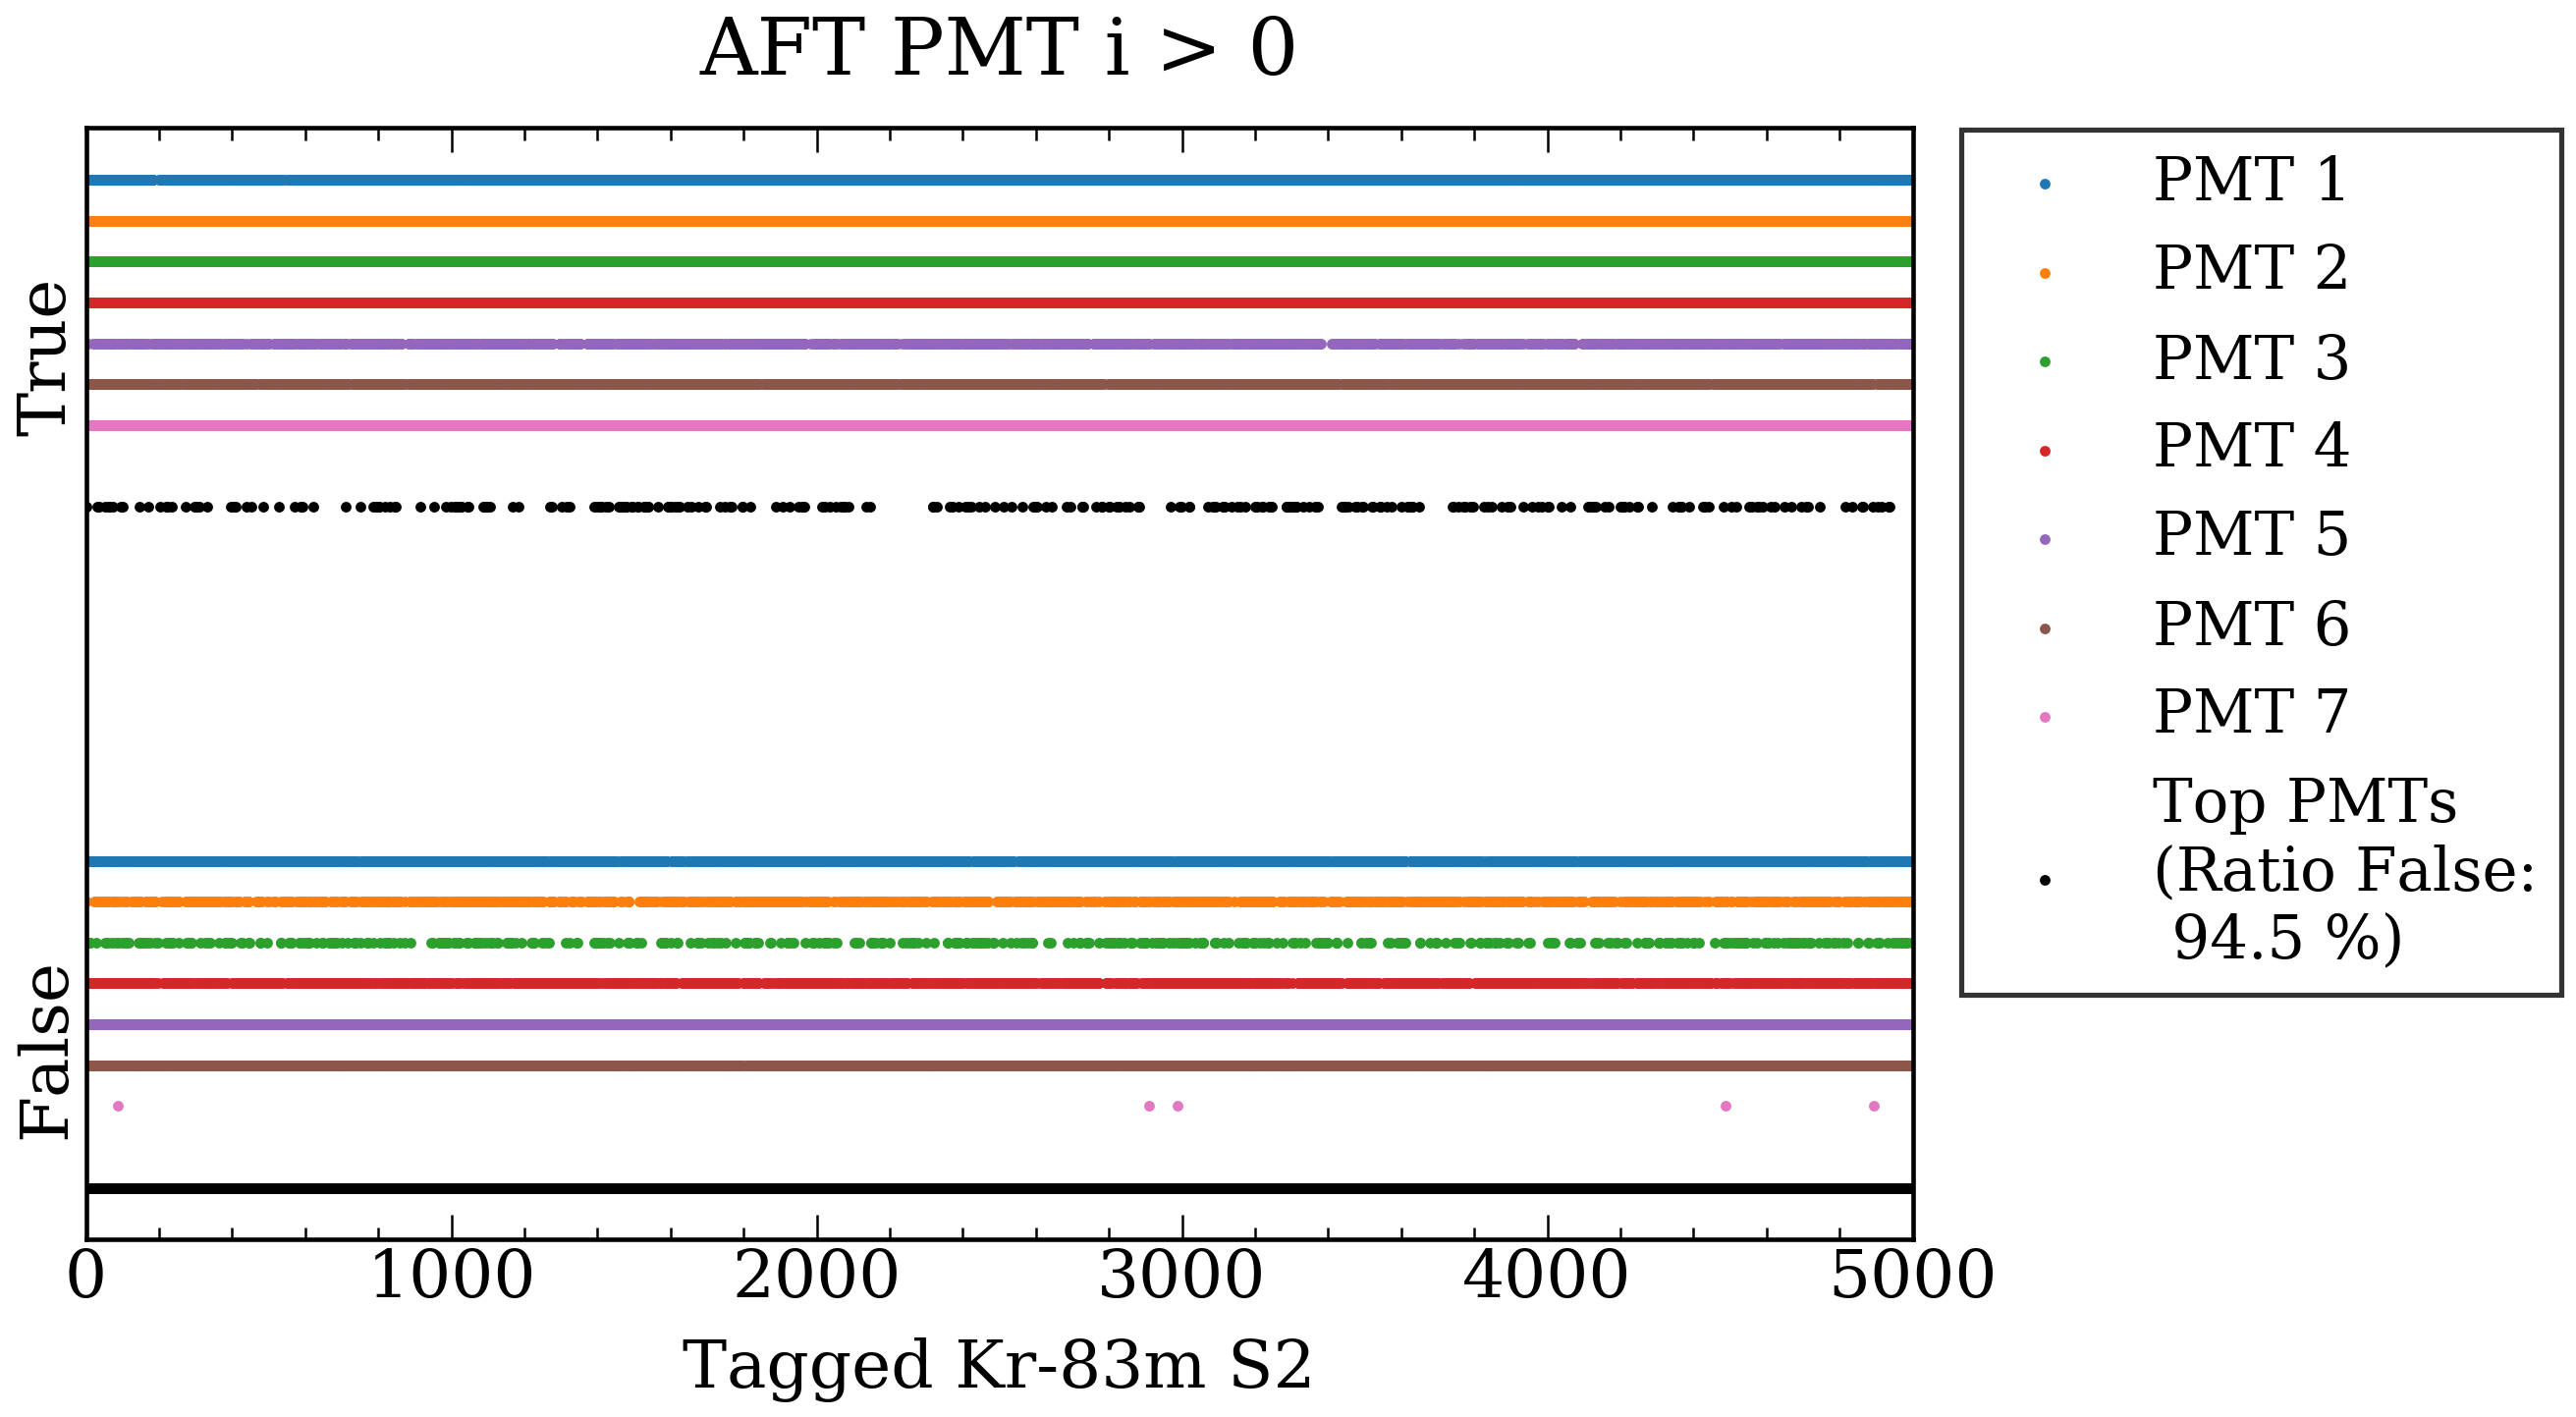 AFT PMT i > 0
True
False
0 1000 2000 3000 4000 5000
Tagged Kr-83m S2
PMT 1
PMT 2
PMT 3
PMT 4
PMT 5
PMT 6
PMT 7
Top PMTs
(Ratio False:
94.5 %)